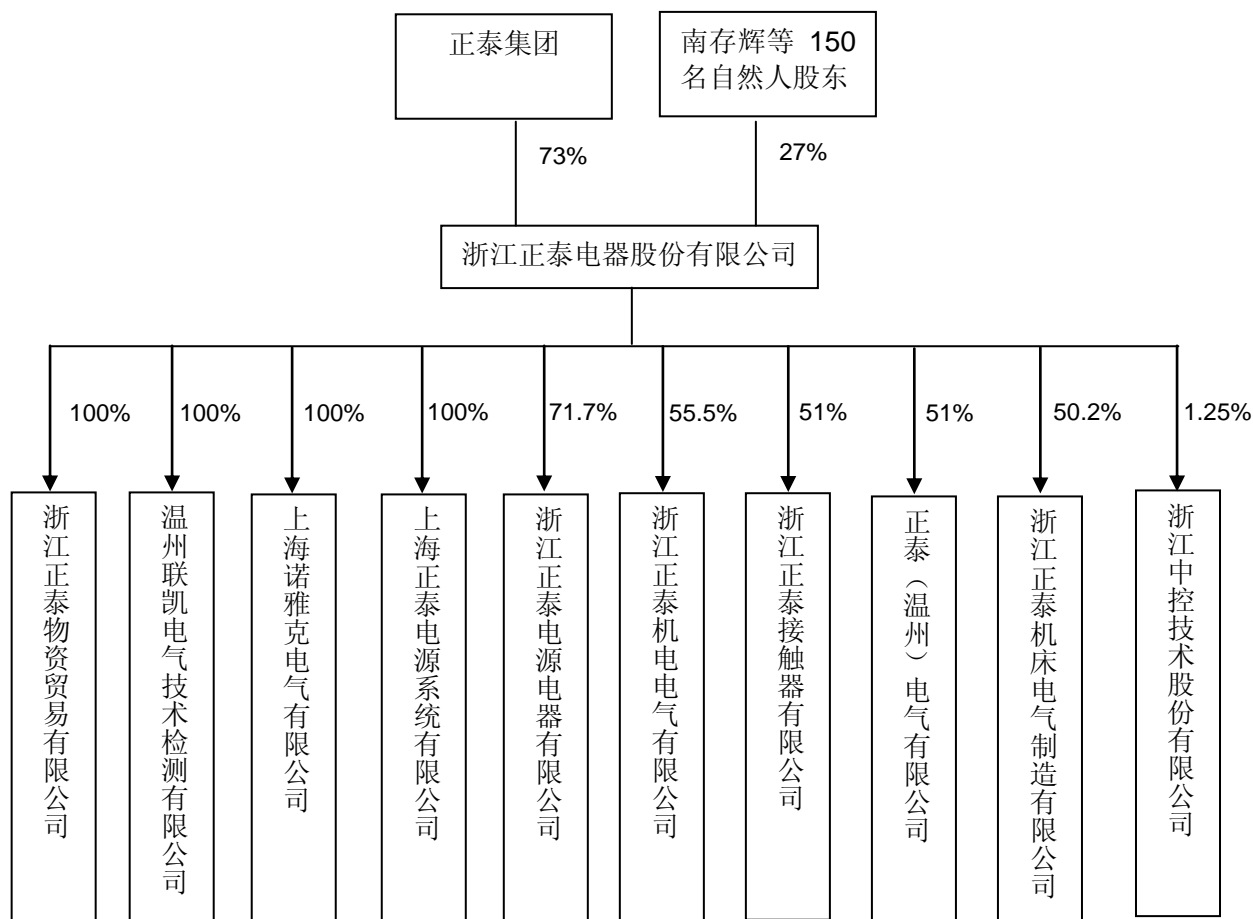 正泰集团
南存辉等 150
名自然人股东
73%
27%
浙江正泰电器股份有限公司
100%
100%
100%
100%
71.7%
55.5%
51%
51%
50.2%
1.25%
浙江正泰物资贸易有限公司
温州联凯电气技术检测有限公司
上海诺雅克电气有限公司
上海正泰电源系统有限公司
浙江正泰电源电器有限公司
浙江正泰机电电气有限公司
浙江正泰接触器有限公司
正泰（温州）电气有限公司
浙江正泰机床电气制造有限公司
浙江中控技术股份有限公司